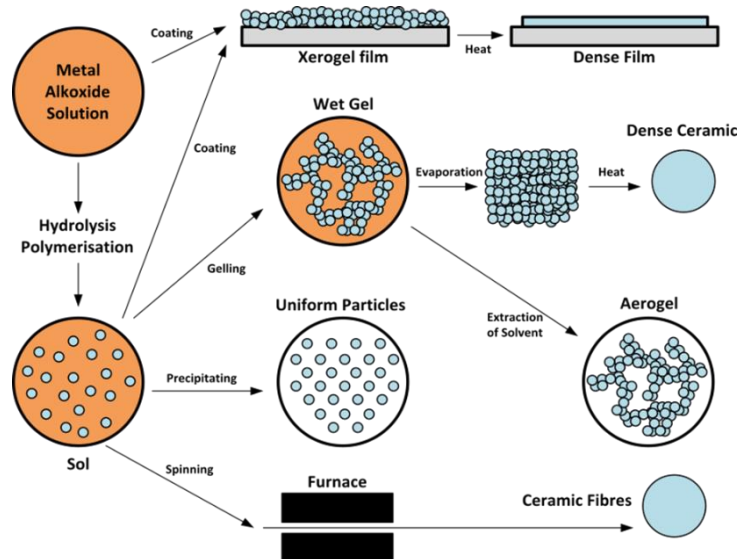 Coating
Xerogel film
Heat
Dense Film
Metal
Alkoxide
Solution
Coating
Wet Gel
Evaporation
Heat
Dense Ceramic
Hydrolysis
Polymerisation
Gelling
Extraction
of Solvent
Aerogel
Uniform Particles
Precipitating
Sol
Spinning
Furnace
Ceramic Fibres